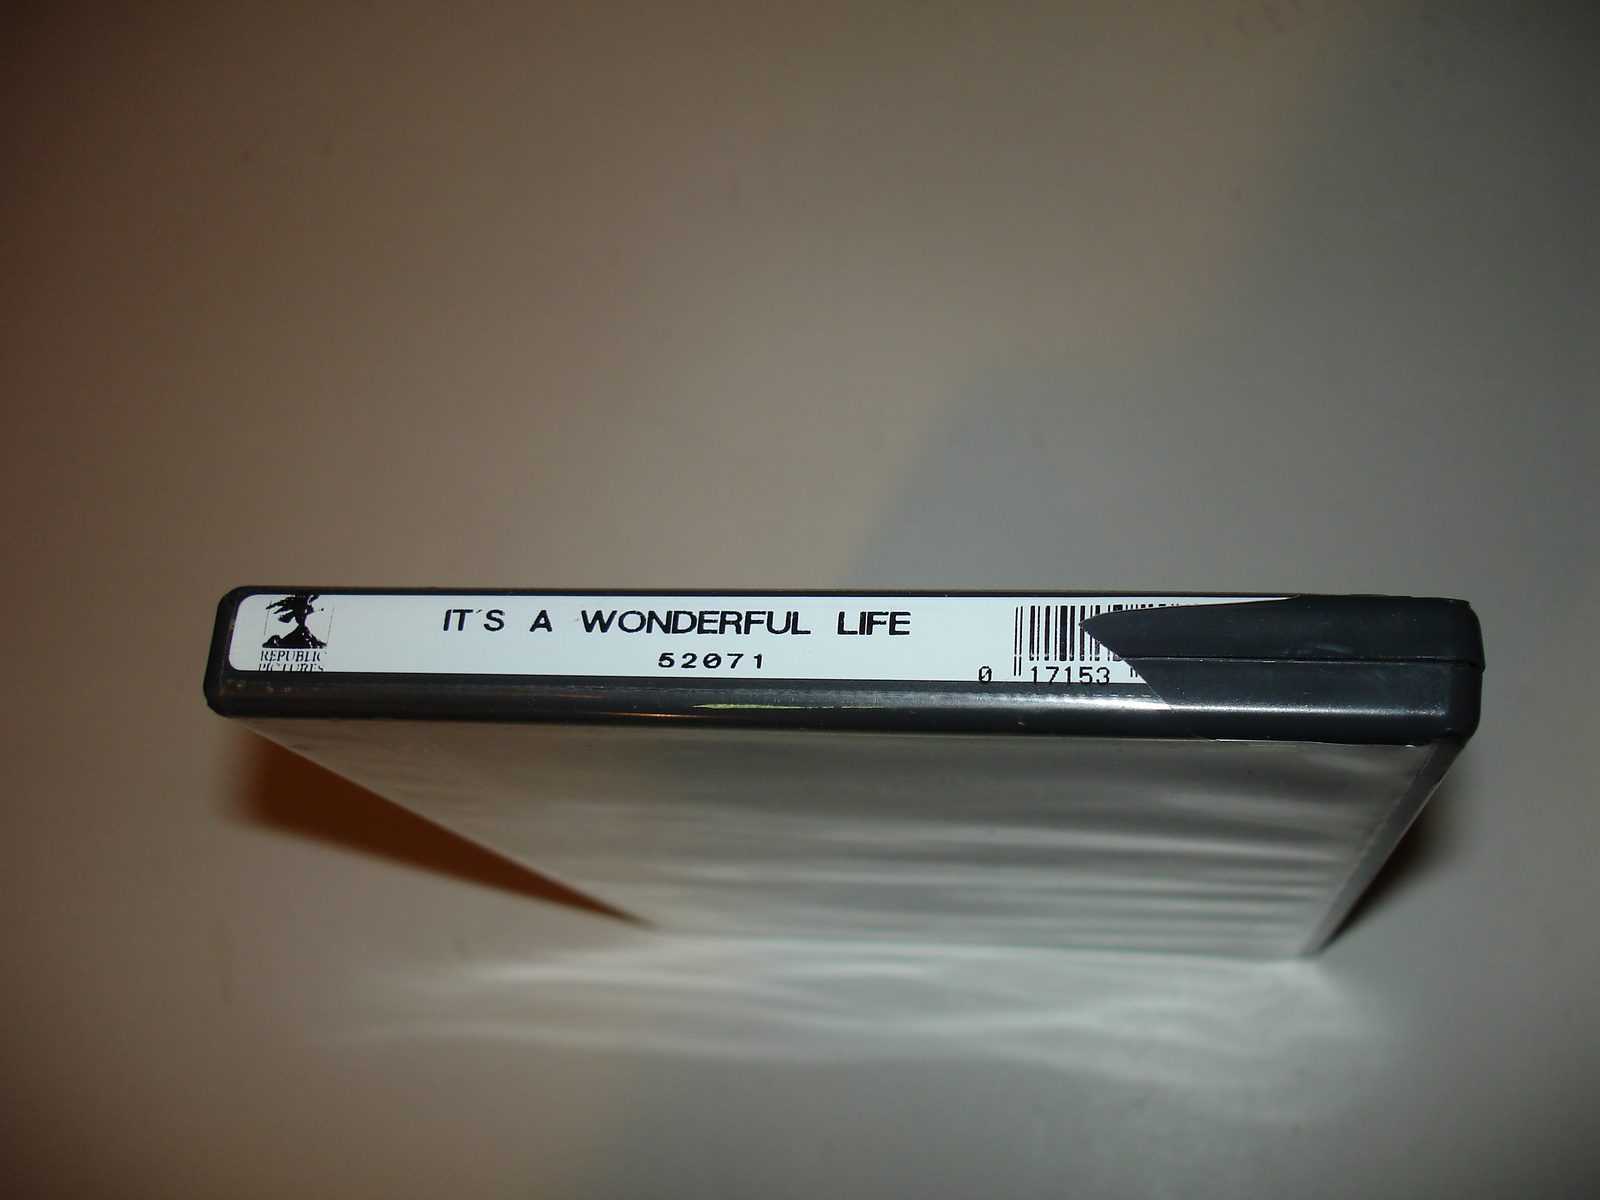 REPUBLIC
PICTURES
IT'S A WONDERFUL LIFE
52071
0 17153